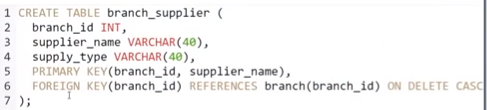 1 CREATE TABLE branch_supplier (
2 branch_id INT,
3 supplier_name VARCHAR(40),
4 supply_type VARCHAR(40),
5 PRIMARY KEY(branch_id, supplier_name),
6 FOREIGN KEY(branch_id) REFERENCES branch(branch_id) ON DELETE CASC
7 );